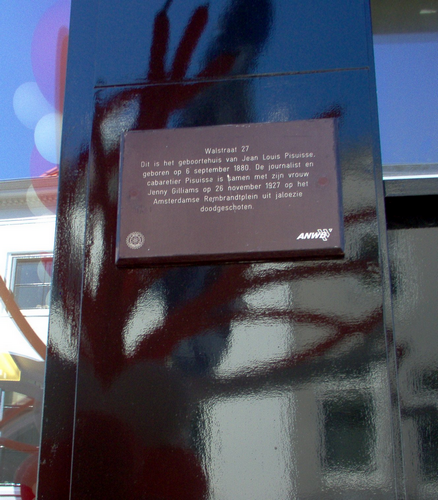 Walstraat 27
Dit is het geboortehuis van Jean Louis Pisuisse,
geboren op 6 september 1880. De journalist en
cabaretier Pisuisse is samen met zijn vrouw
Jenny Gilliams op 26 november 1927 op het
Amsterdamse Rembrandtplein uit jaloezie
doodgeschoten.
ANWB